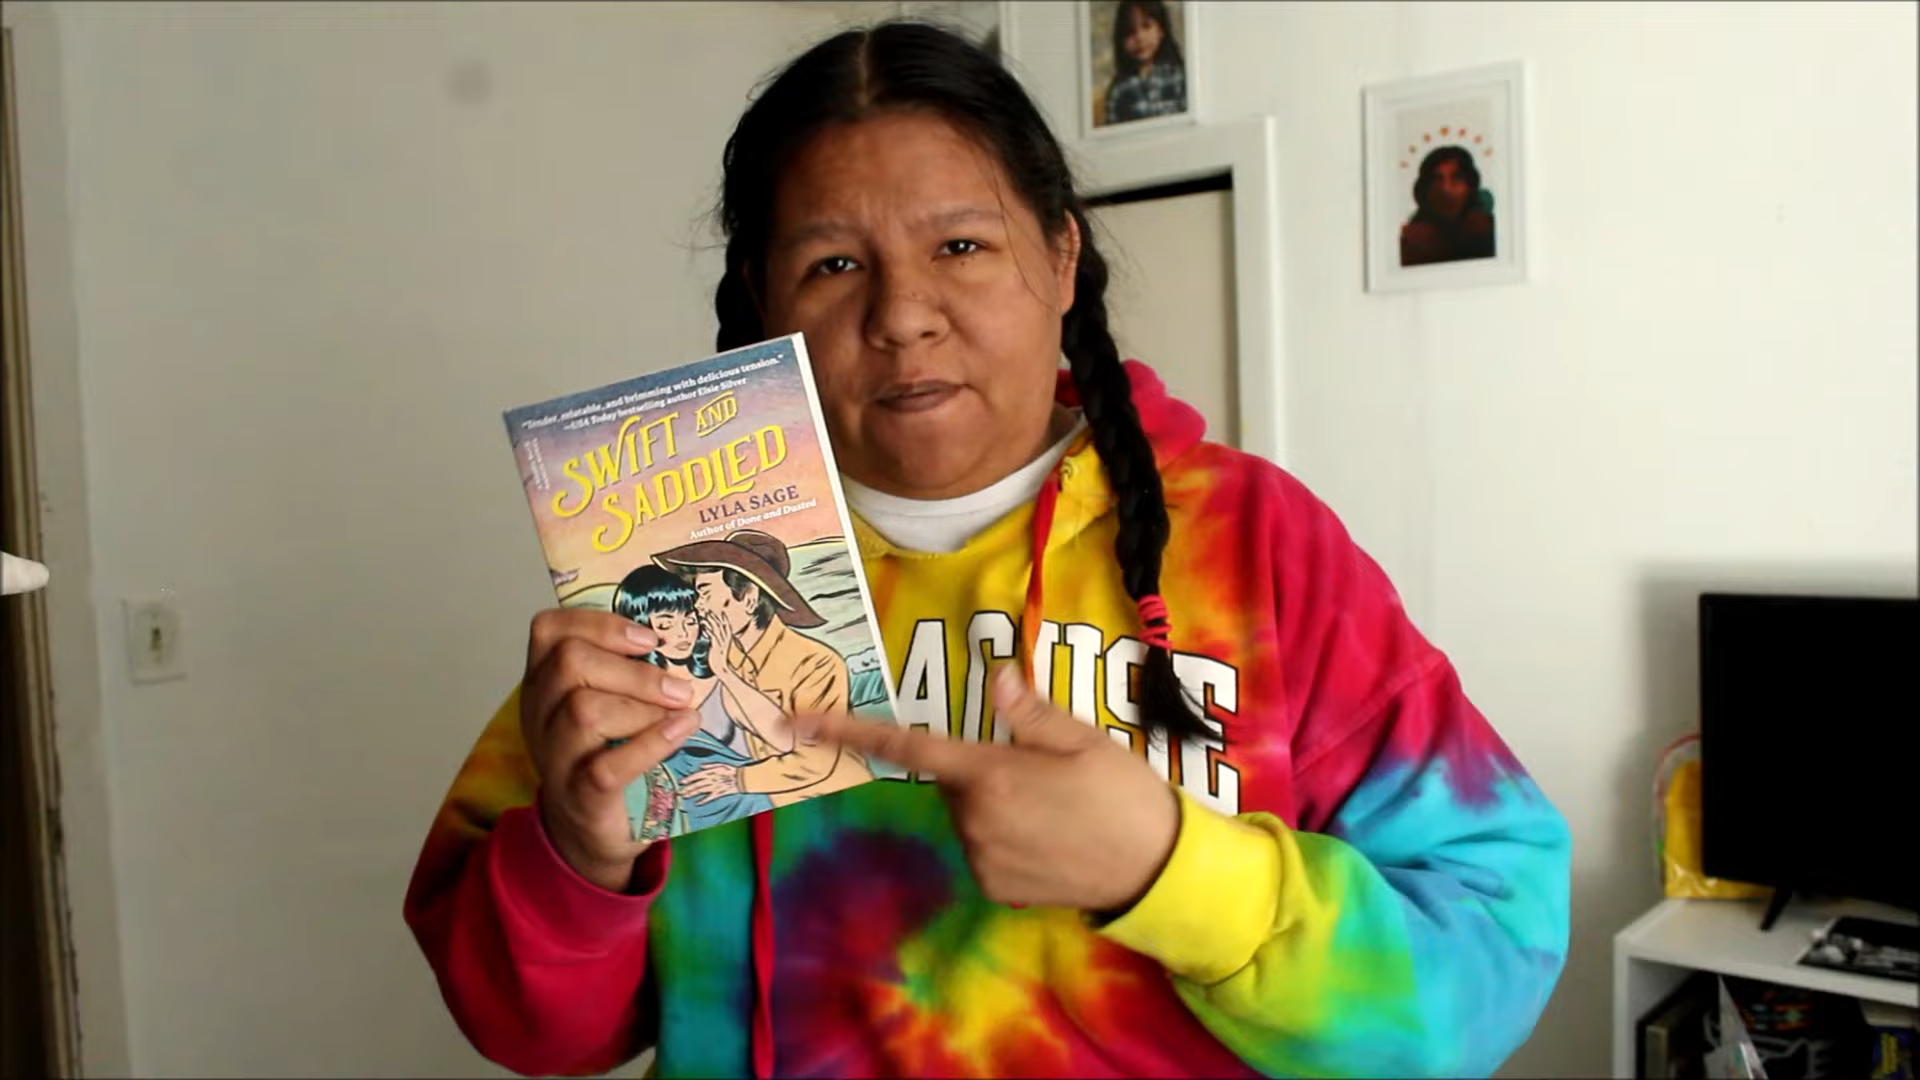 "Tender, relatable, and brimming with delicious tension."
—USA Today bestselling author Elsie Silver
SWIFT AND
SADDLED
LYLA SAGE
Author of Done and Dusted
ACUSE